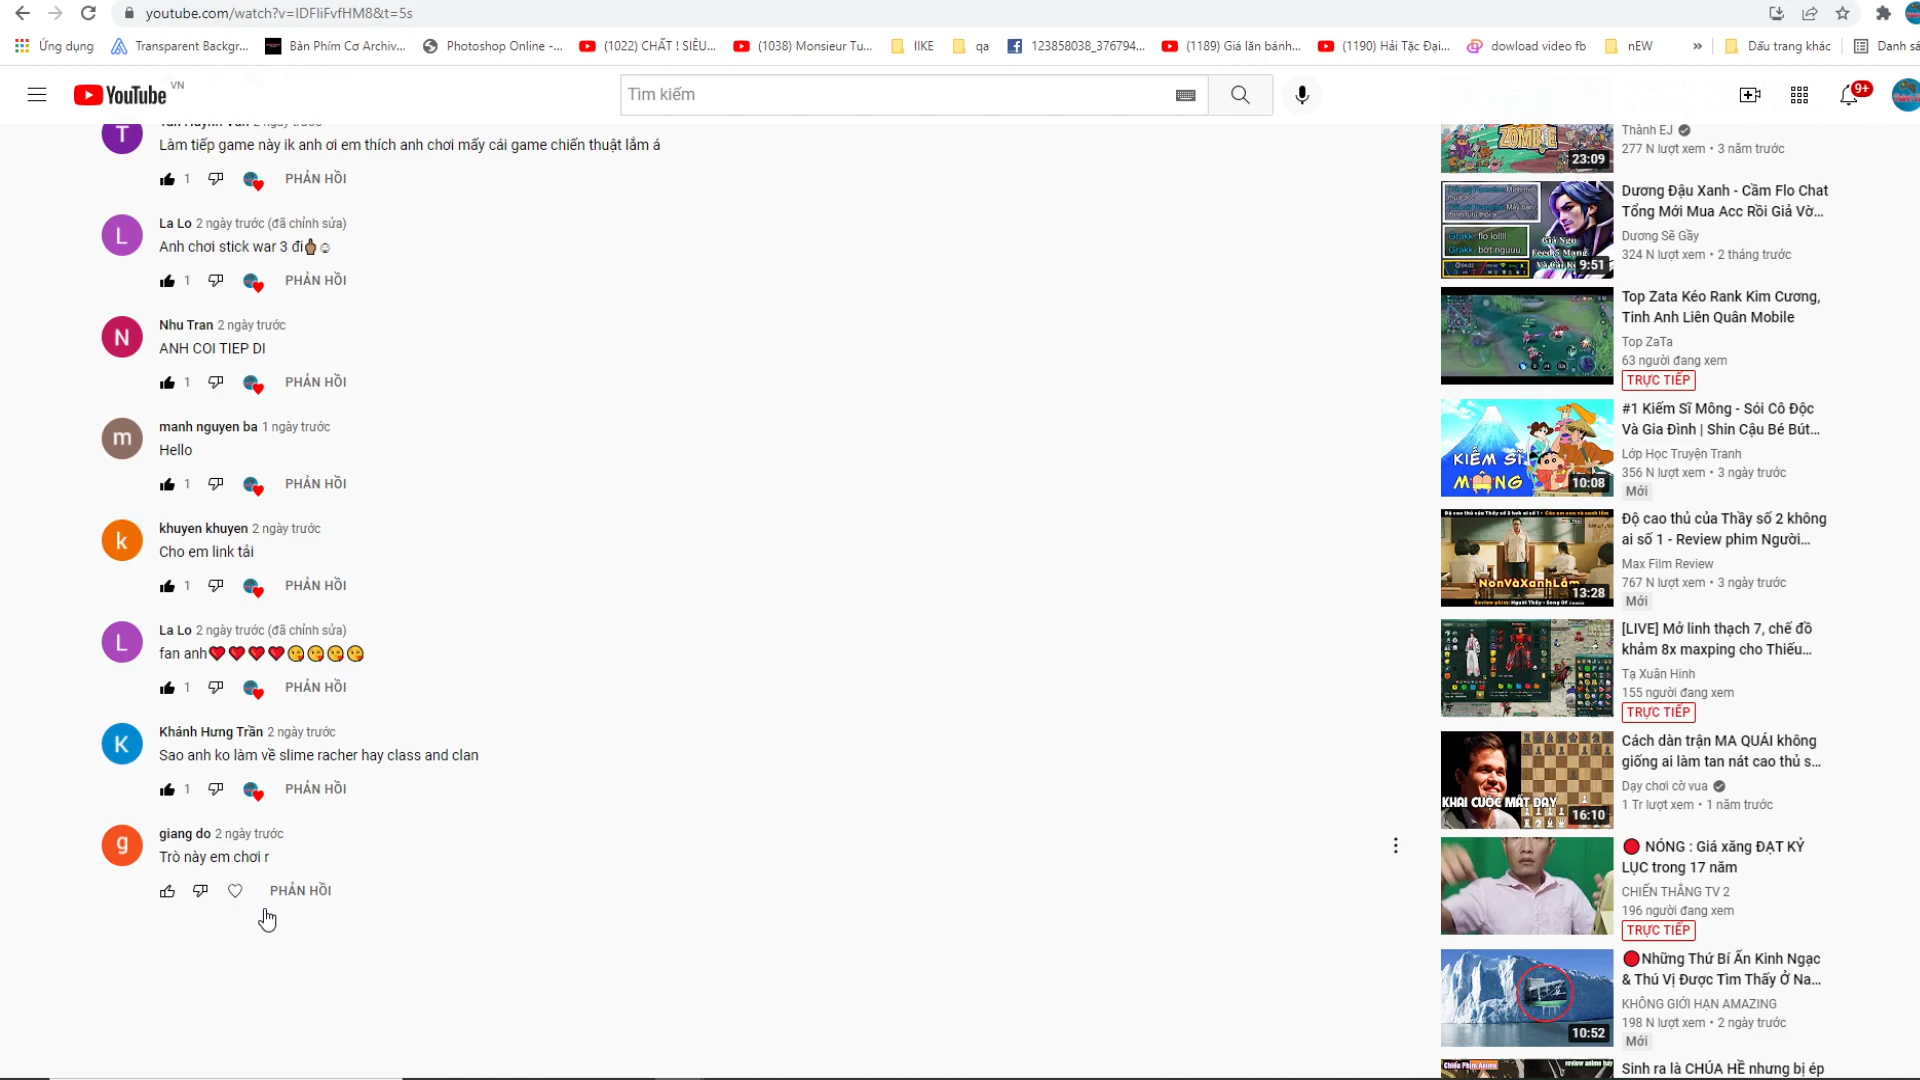 youtube.com/watch?v=IDFIiFvfHM8&t=5s
Ứng dụng
Transparent Backgr...
Bàn Phím Cơ Archiv...
Photoshop Online -...
(1022) CHẤT ! SIÊU...
(1038) Monsieur Tu...
IIKE
qa
123858038_376794...
(1189) Giá lăn bánh...
(1190) Hải Tặc Đại...
dowload video fb
nEW
»
Dấu trang khác
Danh sá
YouTube VN
Tìm kiếm
9+
2 ngày trước
Làm tiếp game này ik anh ơi em thích anh chơi mấy cái game chiến thuật lắm á
1 PHẢN HỒI
La Lo 2 ngày trước (đã chỉnh sửa)
Anh chơi stick war 3 đi🖕🏾☺
1 PHẢN HỒI
Nhu Tran 2 ngày trước
ANH COI TIEP DI
1 PHẢN HỒI
manh nguyen ba 1 ngày trước
Hello
1 PHẢN HỒI
khuyen khuyen 2 ngày trước
Cho em link tải
1 PHẢN HỒI
La Lo 2 ngày trước (đã chỉnh sửa)
fan anh❤❤❤❤😘😘😘😘
1 PHẢN HỒI
Khánh Hưng Trần 2 ngày trước
Sao anh ko làm về slime racher hay class and clan
1 PHẢN HỒI
giang do 2 ngày trước
Trò này em chơi r
PHẢN HỒI
T
L
N
m
k
L
K
g
ZOMBIE
23:09
Thành EJ
277 N lượt xem • 3 năm trước
9:51
Dương Đậu Xanh - Cầm Flo Chat
Tổng Mới Mua Acc Rồi Giả Vờ...
Dương Sẽ Gầy
324 N lượt xem • 2 tháng trước
Top Zata Kéo Rank Kim Cương,
Tinh Anh Liên Quân Mobile
Top ZaTa
63 người đang xem
TRỰC TIẾP
KIẾM SĨ
MÔNG
10:08
#1 Kiếm Sĩ Mông - Sói Cô Độc
Và Gia Đình | Shin Cậu Bé Bút...
Lớp Học Truyện Tranh
356 N lượt xem • 3 ngày trước
Mới
NonVàXanhLắm
13:28
Độ cao thủ của Thầy số 2 không
ai số 1 - Review phim Người...
Max Film Review
767 N lượt xem • 3 ngày trước
Mới
[LIVE] Mở linh thạch 7, chế đồ
khảm 8x maxping cho Thiếu...
Tạ Xuân Hinh
155 người đang xem
TRỰC TIẾP
KHAI CUỘC MẤT DẠY
16:10
Cách dàn trận MA QUÁI không
giống ai làm tan nát cao thủ s...
Dạy chơi cờ vua
1 Tr lượt xem • 1 năm trước
🔴 NÓNG : Giá xăng ĐẠT KỶ
LỤC trong 17 năm
CHIẾN THẮNG TV 2
196 người đang xem
TRỰC TIẾP
10:52
🔴Những Thứ Bí Ẩn Kinh Ngạc
& Thú Vị Được Tìm Thấy Ở Na...
KHÔNG GIỚI HẠN AMAZING
198 N lượt xem • 2 ngày trước
Mới
Sinh ra là CHÚA HỀ nhưng bị ép